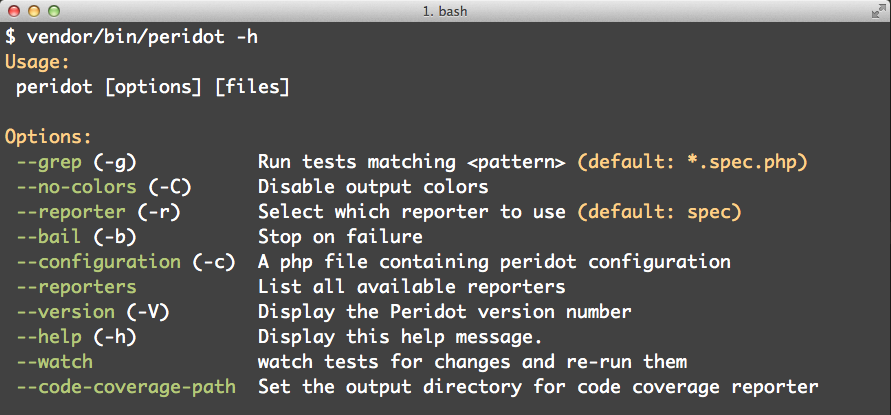 1. bash
$ vendor/bin/peridot -h
Usage:
 peridot [options] [files]

Options:
 --grep (-g)           Run tests matching <pattern> (default: *.spec.php)
 --no-colors (-C)      Disable output colors
 --reporter (-r)       Select which reporter to use (default: spec)
 --bail (-b)           Stop on failure
 --configuration (-c)  A php file containing peridot configuration
 --reporters           List all available reporters
 --version (-V)        Display the Peridot version number
 --help (-h)           Display this help message.
 --watch               watch tests for changes and re-run them
 --code-coverage-path  Set the output directory for code coverage reporter